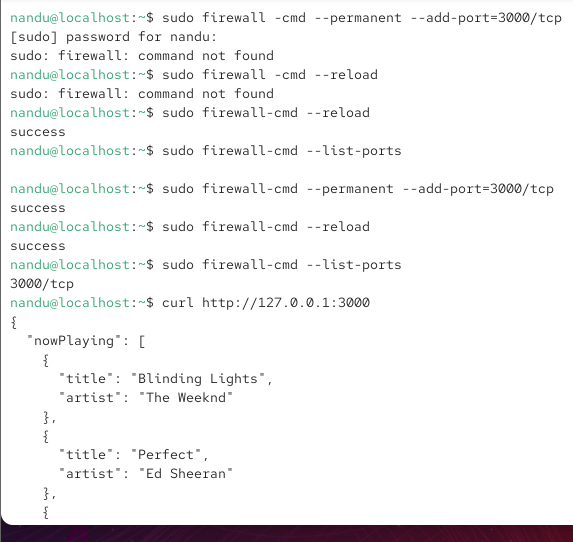 nandu@localhost:~$ sudo firewall -cmd --permanent --add-port=3000/tcp
[sudo] password for nandu:
sudo: firewall: command not found
nandu@localhost:~$ sudo firewall -cmd --reload
sudo: firewall: command not found
nandu@localhost:~$ sudo firewall-cmd --reload
success
nandu@localhost:~$ sudo firewall-cmd --list-ports

nandu@localhost:~$ sudo firewall-cmd --permanent --add-port=3000/tcp
success
nandu@localhost:~$ sudo firewall-cmd --reload
success
nandu@localhost:~$ sudo firewall-cmd --list-ports
3000/tcp
nandu@localhost:~$ curl http://127.0.0.1:3000
{
  "nowPlaying": [
    {
      "title": "Blinding Lights",
      "artist": "The Weeknd"
    },
    {
      "title": "Perfect",
      "artist": "Ed Sheeran"
    },
    {